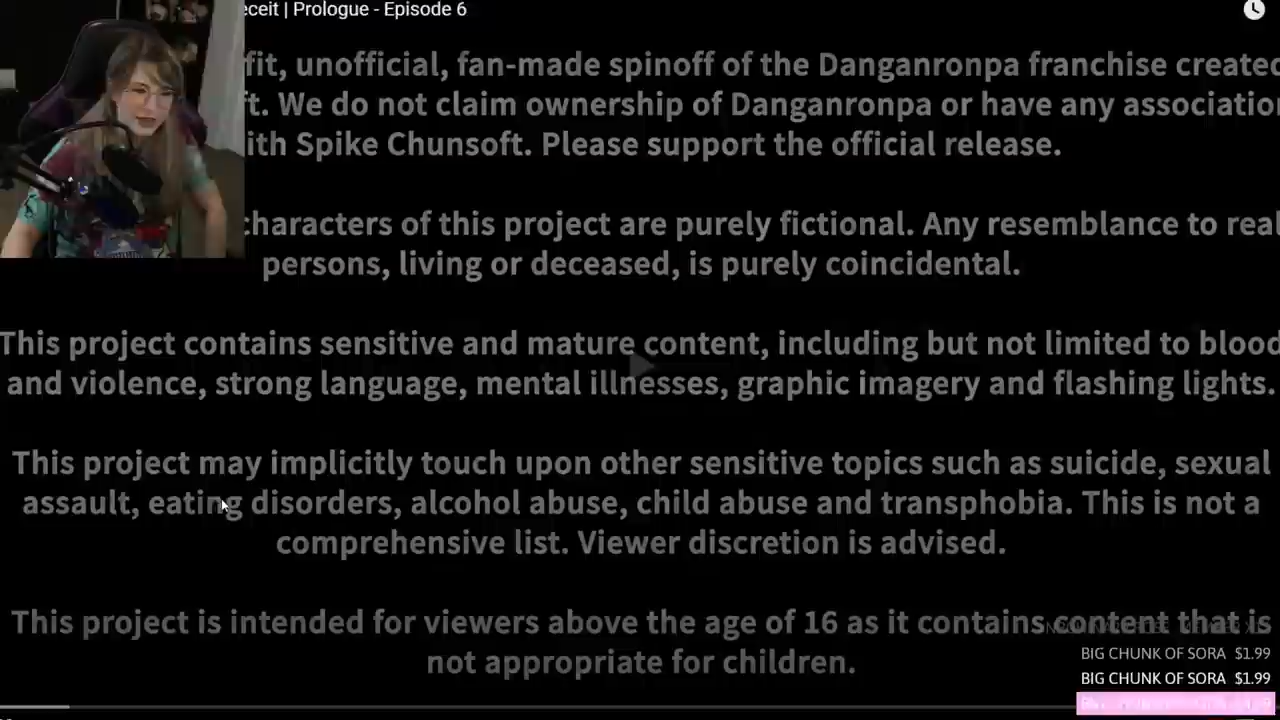 eceit | Prologue - Episode 6
fit, unofficial, fan-made spinoff of the Danganronpa franchise created
ft. We do not claim ownership of Danganronpa or have any association
ith Spike Chunsoft. Please support the official release.
characters of this project are purely fictional. Any resemblance to real
persons, living or deceased, is purely coincidental.
This project contains sensitive and mature content, including but not limited to blood
and violence, strong language, mental illnesses, graphic imagery and flashing lights.
This project may implicitly touch upon other sensitive topics such as suicide, sexual
assault, eating disorders, alcohol abuse, child abuse and transphobia. This is not a
comprehensive list. Viewer discretion is advised.
This project is intended for viewers above the age of 16 as it contains content that is
not appropriate for children.
BIG CHUNK OF SORA $1.99
BIG CHUNK OF SORA $1.99